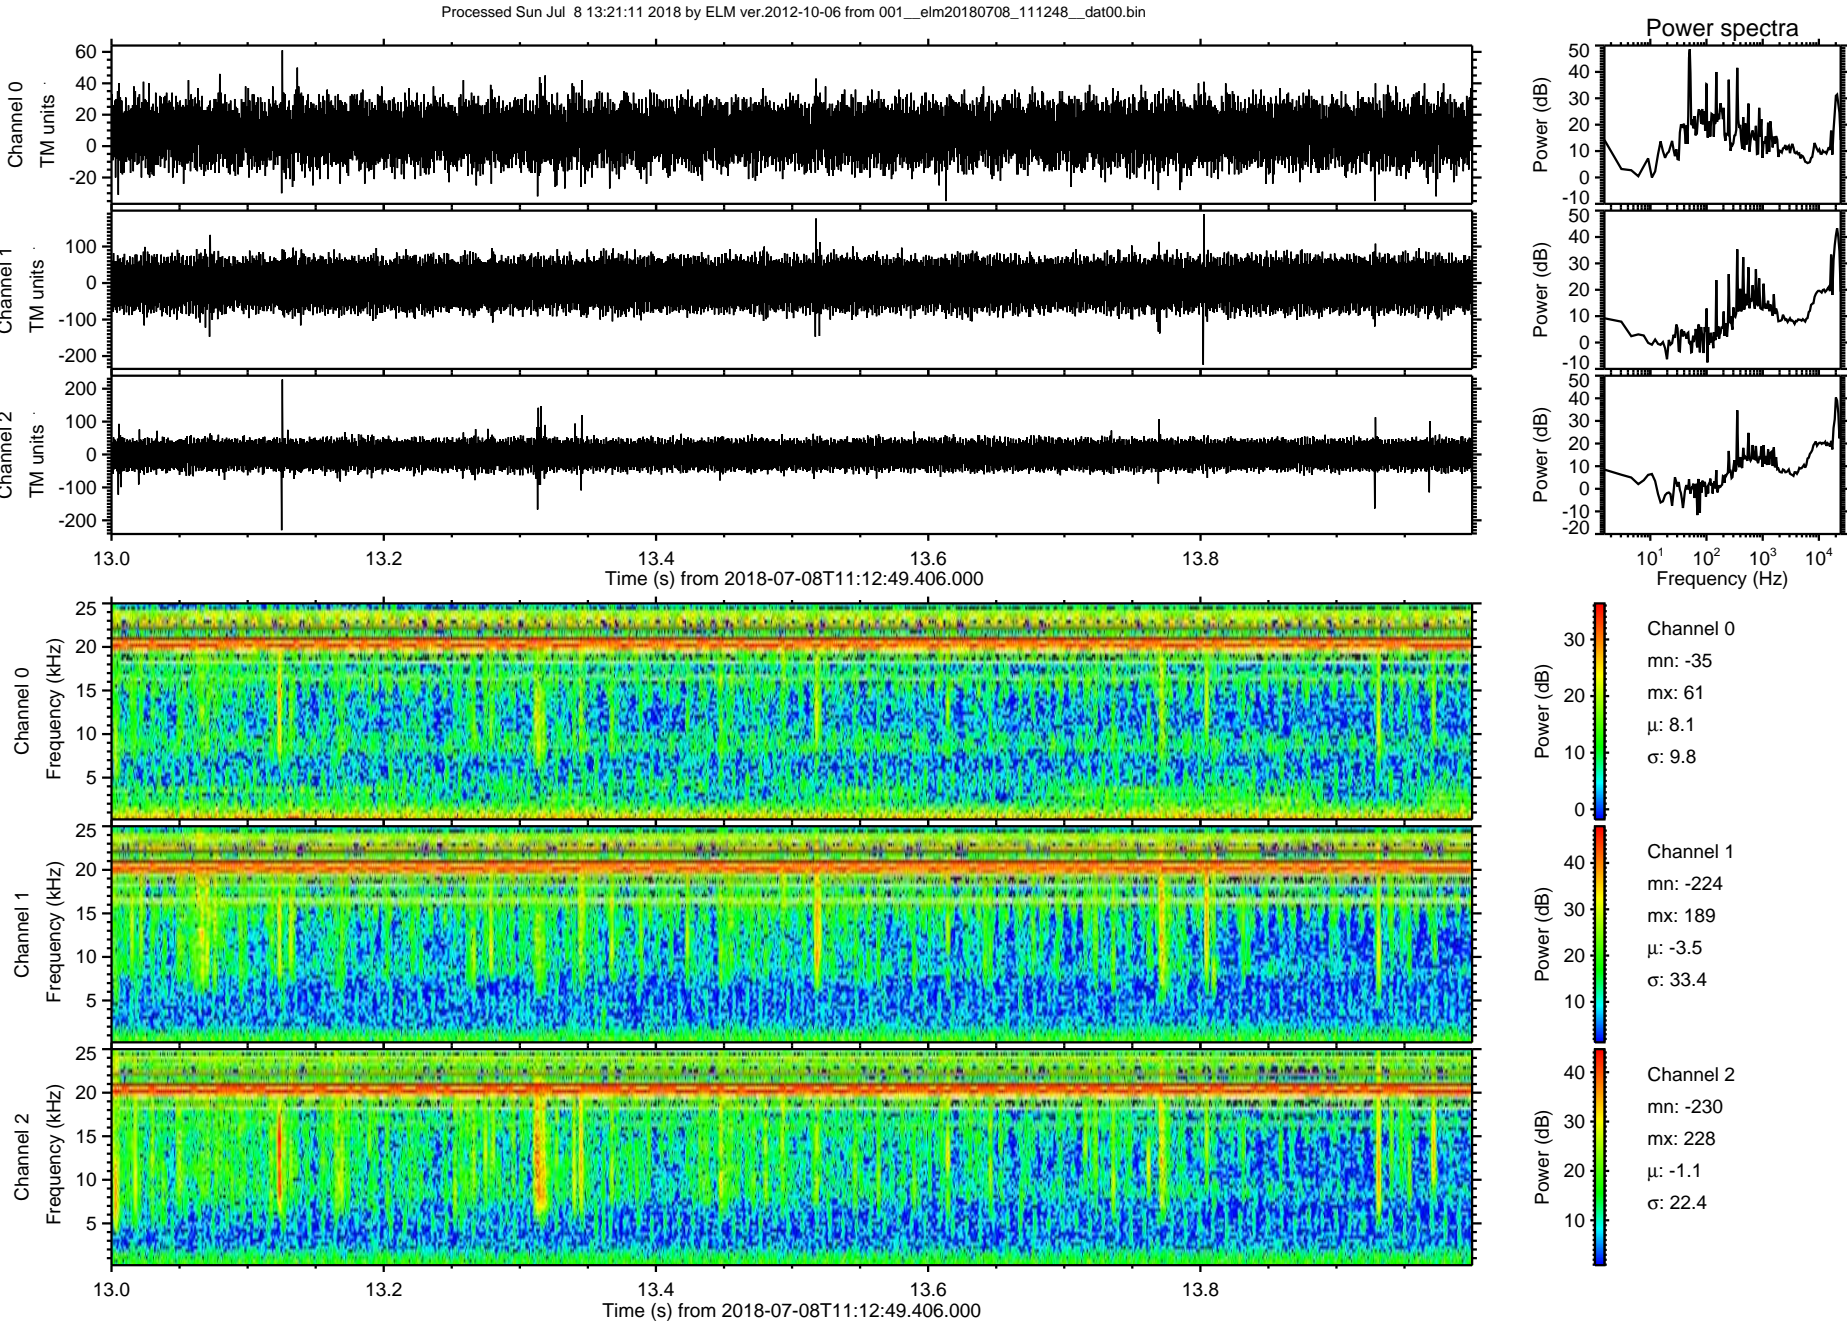 Processed Sun Jul  8 13:21:11 2018 by ELM ver.2012-10-06 from 001__elm20180708_111248__dat00.bin
Power spectra
Channel 0
TM units
60
40
20
0
-20
Power (dB)
50
40
30
20
10
0
-10
Channel 1
TM units
100
0
-100
-200
Power (dB)
50
40
30
20
10
0
-10
Channel 2
TM units
200
100
0
-100
-200
Power (dB)
50
40
30
20
10
0
-10
-20
13.0 13.2 13.4 13.6 13.8
Time (s) from 2018-07-08T11:12:49.406.000
10¹ 10² 10³ 10⁴
Frequency (Hz)
Channel 0
Frequency (kHz)
25
20
15
10
5
Power (dB)
30
20
10
0
Channel 0
mn: -35
mx: 61
μ: 8.1
σ: 9.8
Channel 1
Frequency (kHz)
25
20
15
10
5
Power (dB)
40
30
20
10
Channel 1
mn: -224
mx: 189
μ: -3.5
σ: 33.4
Channel 2
Frequency (kHz)
25
20
15
10
5
Power (dB)
40
30
20
10
Channel 2
mn: -230
mx: 228
μ: -1.1
σ: 22.4
13.0 13.2 13.4 13.6 13.8
Time (s) from 2018-07-08T11:12:49.406.000